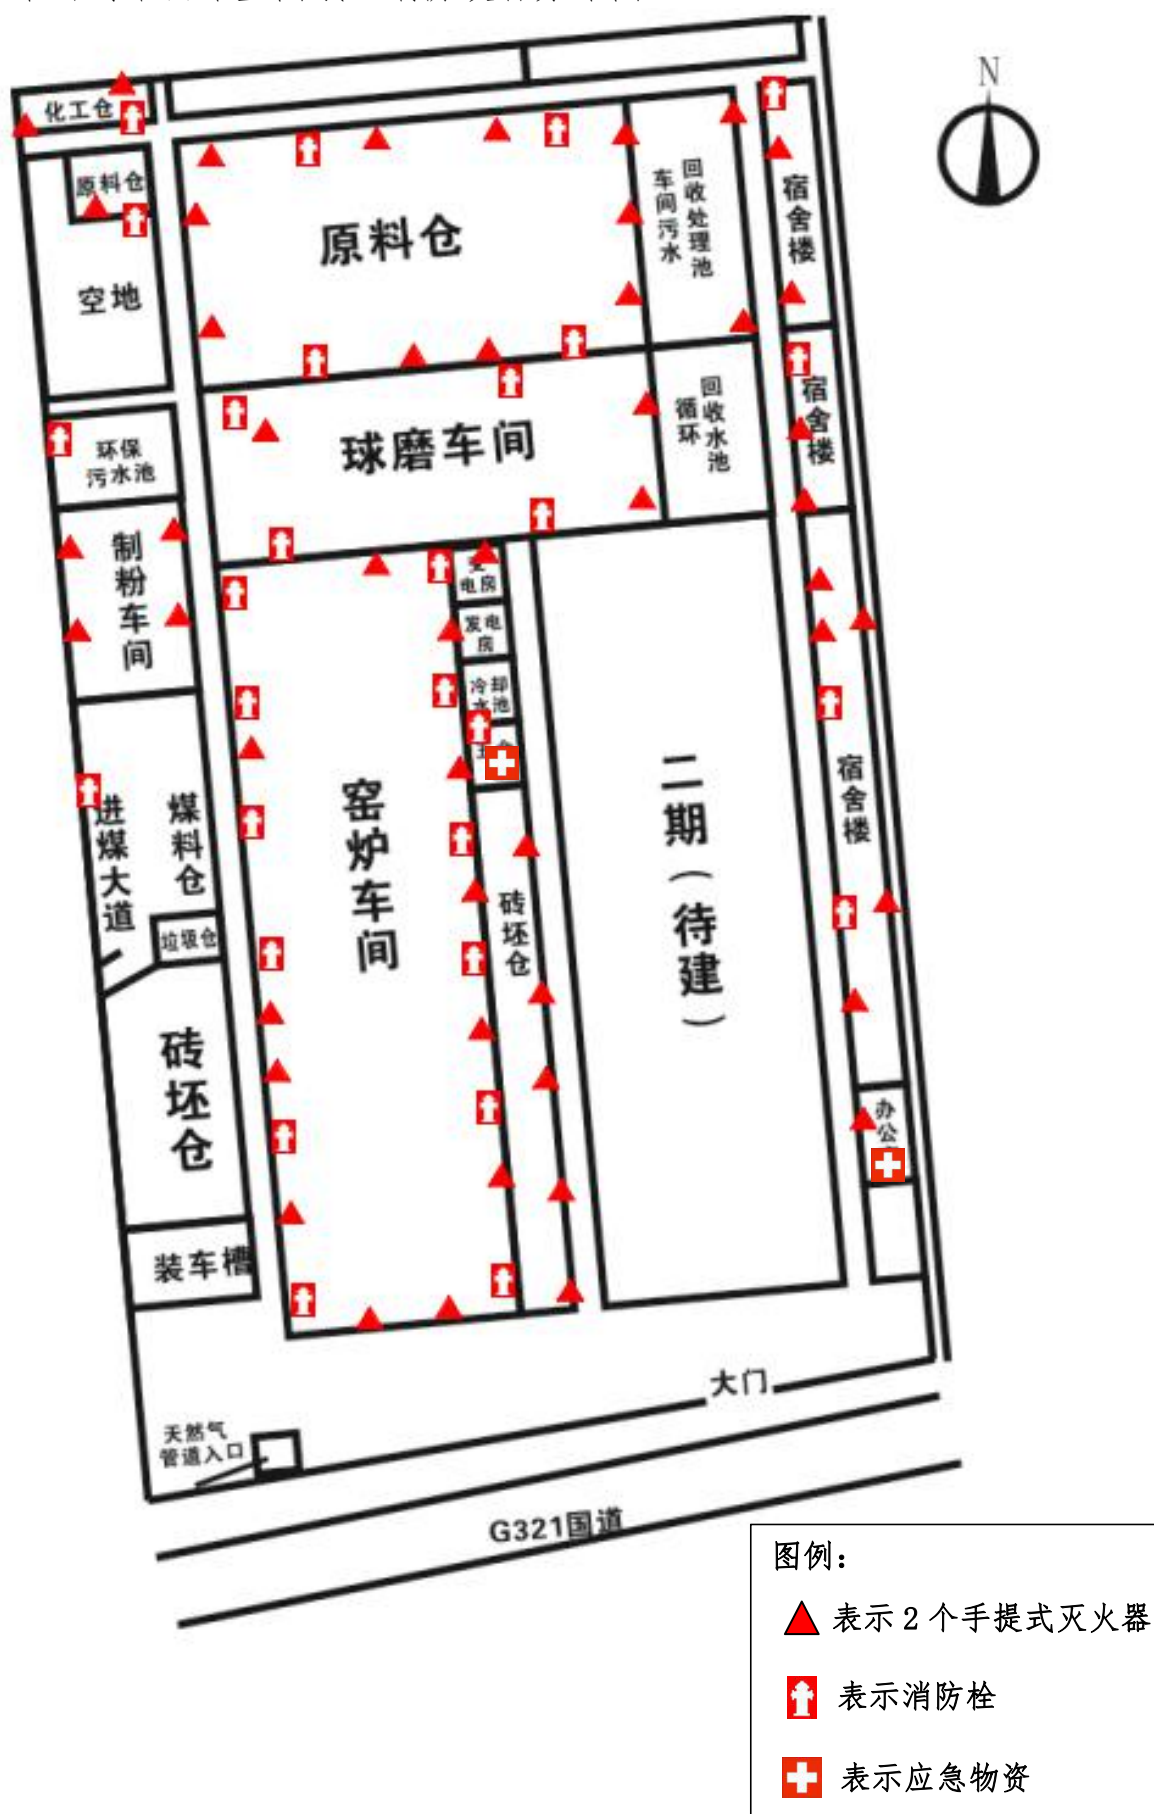 N
化工仓
原料仓
空地
原料仓
车间污水
回收处理池
宿舍楼
环保
污水池
球磨车间
循环
回收水池
宿舍楼
制粉车间
电房
发电
房
冷却
水池
进煤大道
煤料仓
垃圾仓
窑炉车间
砖坯仓
二期(待建)
宿舍楼
砖坯仓
办公
装车槽
大门
天然气
管道入口
G321国道
图例：
表示 2 个手提式灭火器
表示消防栓
表示应急物资